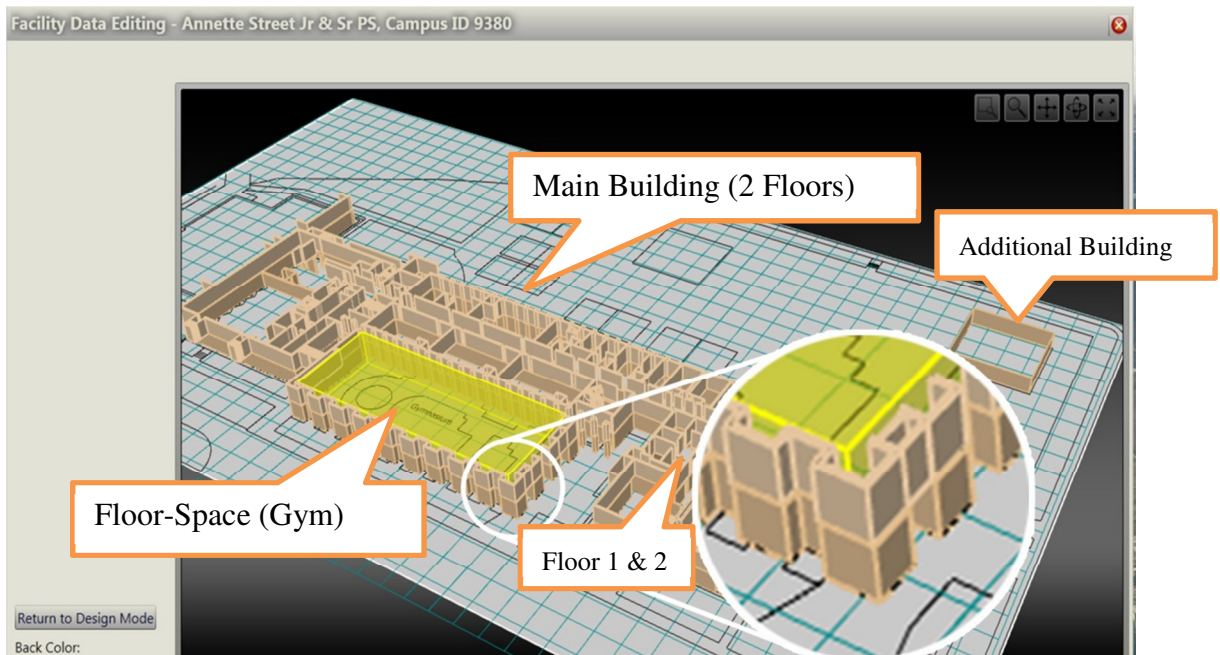 Facility Data Editing - Annette Street Jr & Sr PS, Campus ID 9380
Main Building (2 Floors)
Additional Building
Gymnasium
Floor-Space (Gym)
Floor 1 & 2
Return to Design Mode
Back Color: